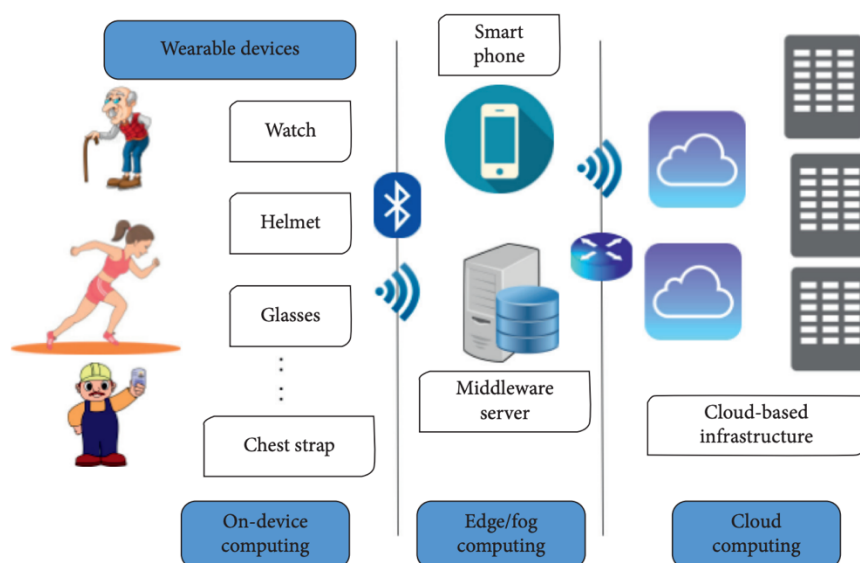 Wearable devices
Watch
Helmet
Glasses
Chest strap
On-device
computing
Smart
phone
Middleware
server
Edge/fog
computing
Cloud-based
infrastructure
Cloud
computing